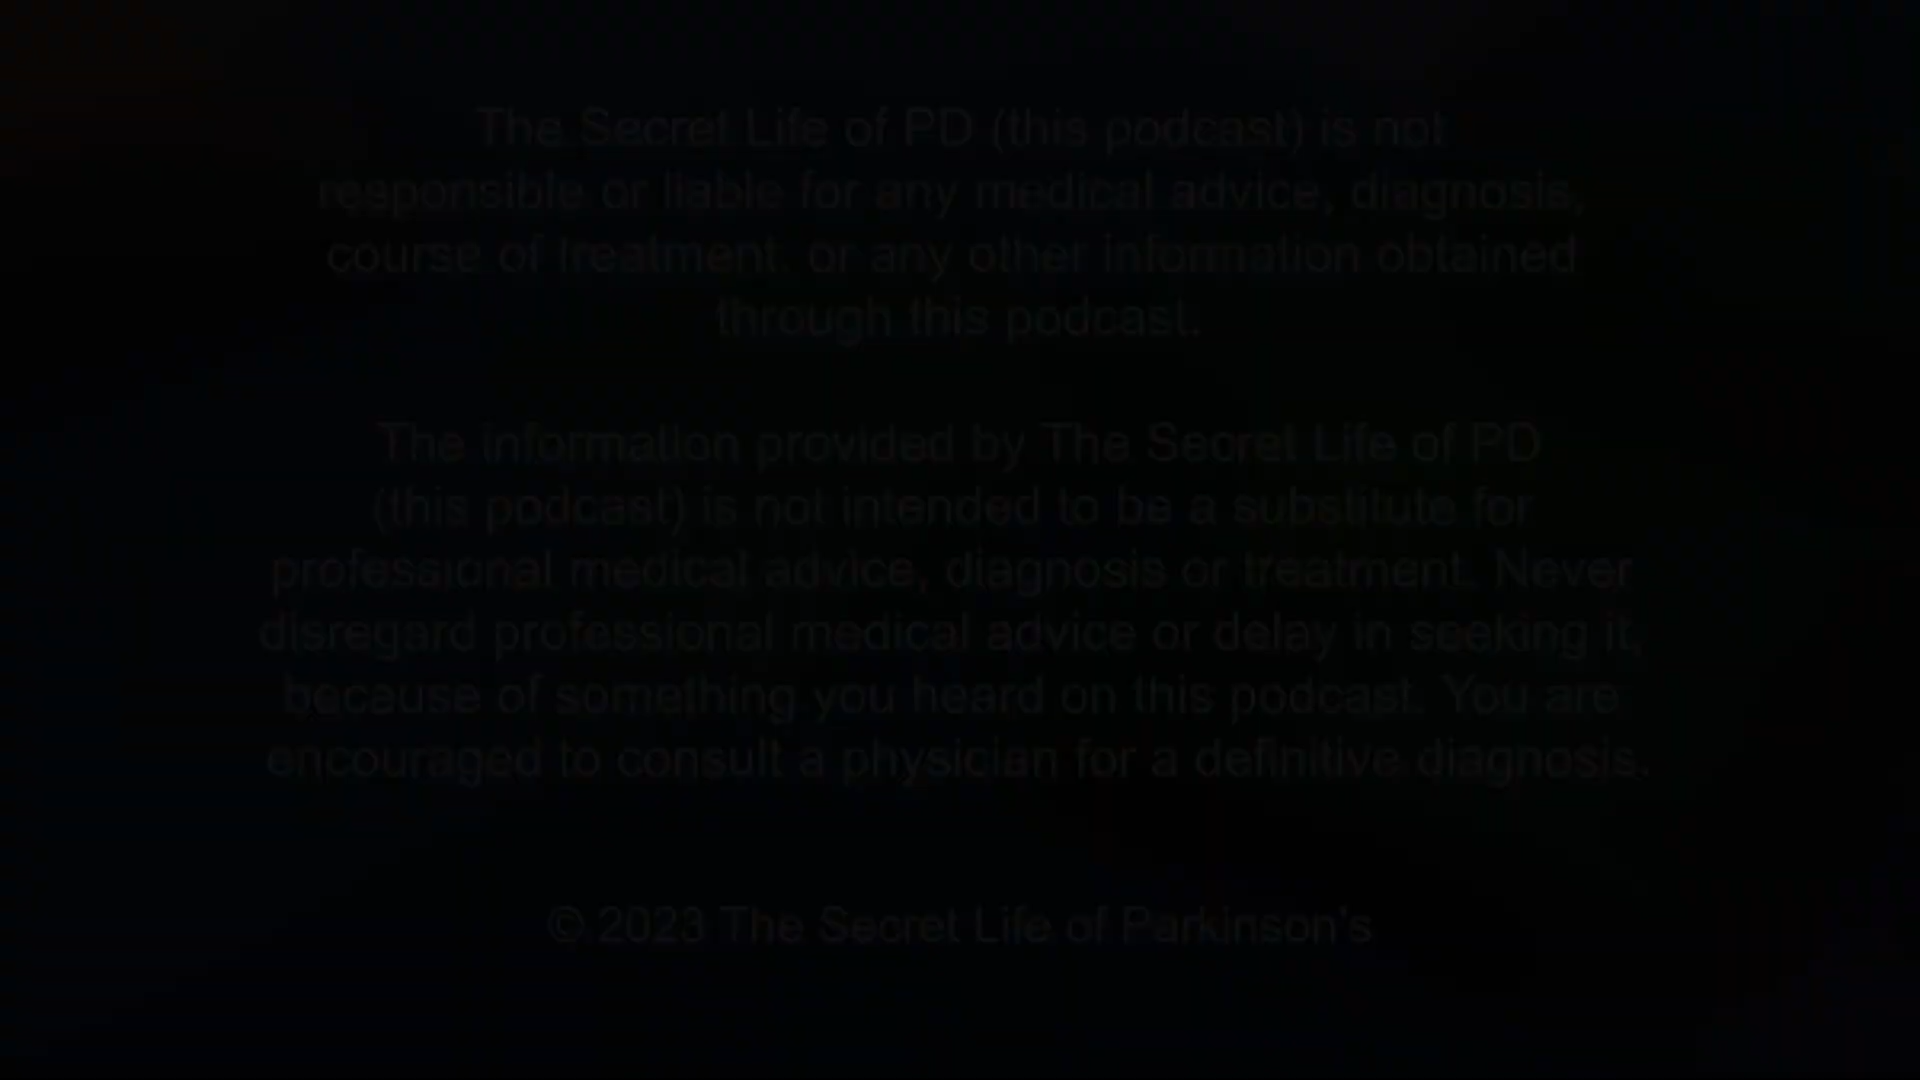 The Secret Life of PD (this podcast) is not
responsible or liable for any medical advice, diagnosis,
course of treatment, or any other information obtained
through this podcast.
The information provided by The Secret Life of PD
(this podcast) is not intended to be a substitute for
professional medical advice, diagnosis or treatment. Never
disregard professional medical advice or delay in seeking it,
because of something you heard on this podcast. You are
encouraged to consult a physician for a definitive diagnosis.
© 2023 The Secret Life of Parkinson's